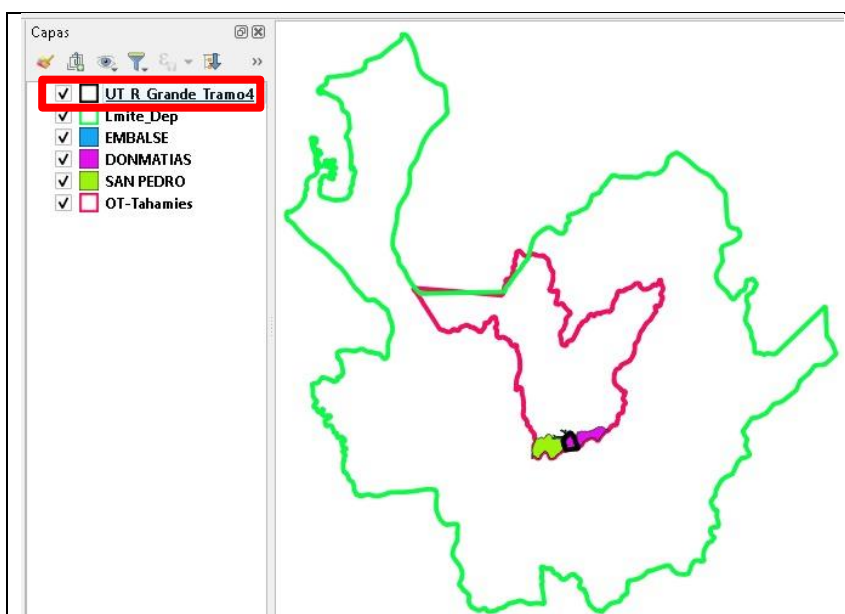 Capas
»
UT R Grande Tramo4
Lmite_Dep
EMBALSE
DONMATIAS
SAN PEDRO
OT-Tahamies